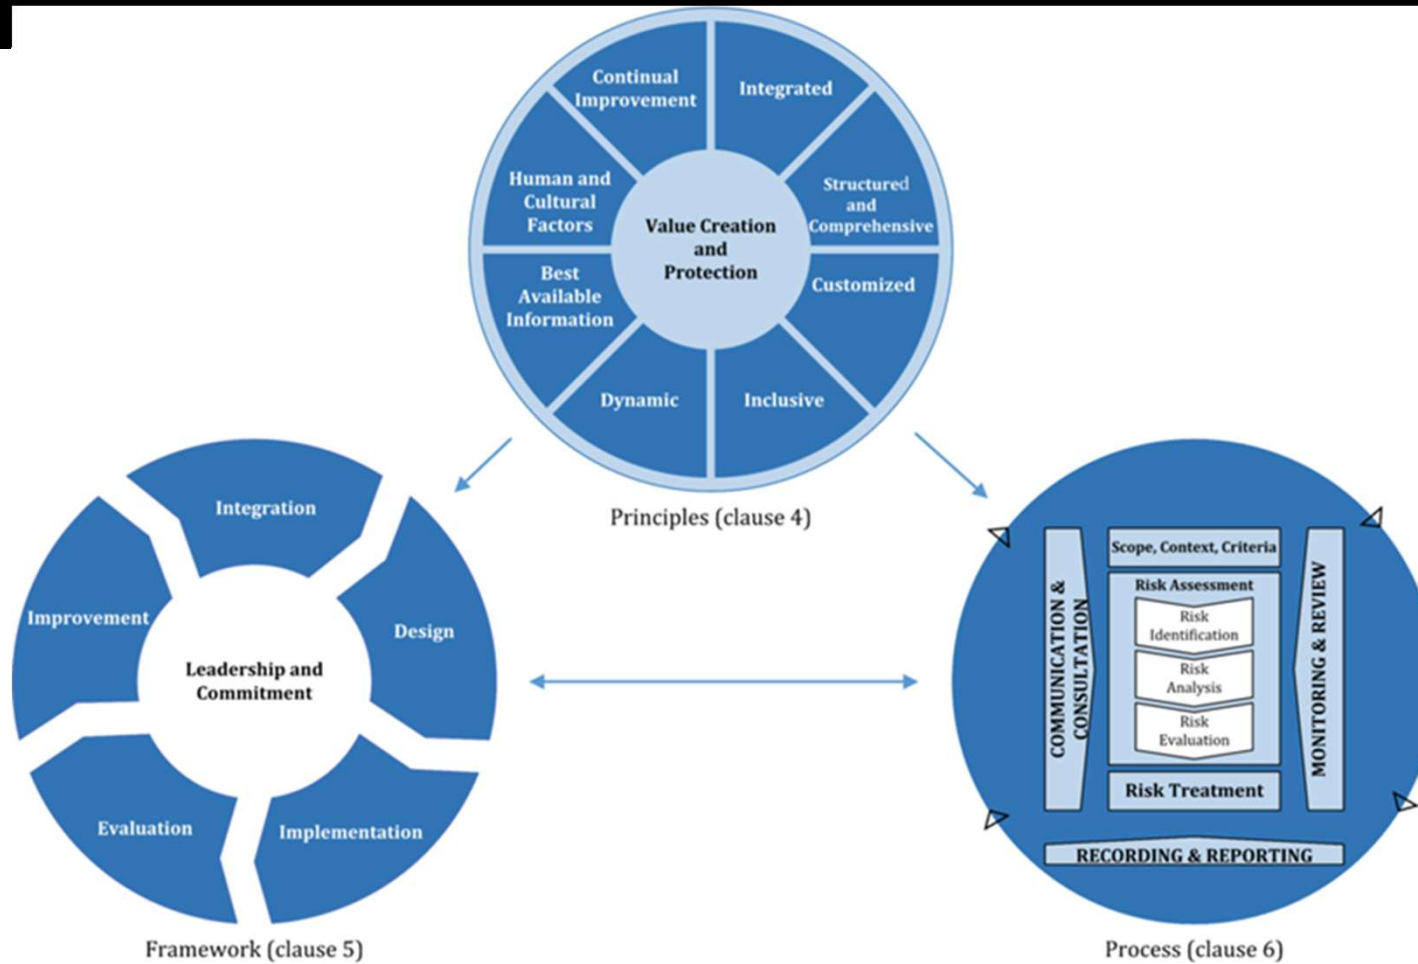 Continual
Improvement
Integrated
Human and
Cultural
Factors
Structured
and
Comprehensive
Value Creation
and
Protection
Best
Available
Information
Customized
Dynamic
Inclusive
Principles (clause 4)
Integration
Improvement
Design
Leadership and
Commitment
Evaluation
Implementation
Framework (clause 5)
Scope, Context, Criteria
Risk Assessment
Risk
Identification
Risk
Analysis
Risk
Evaluation
Risk Treatment
COMMUNICATION &
CONSULTATION
MONITORING & REVIEW
RECORDING & REPORTING
Process (clause 6)